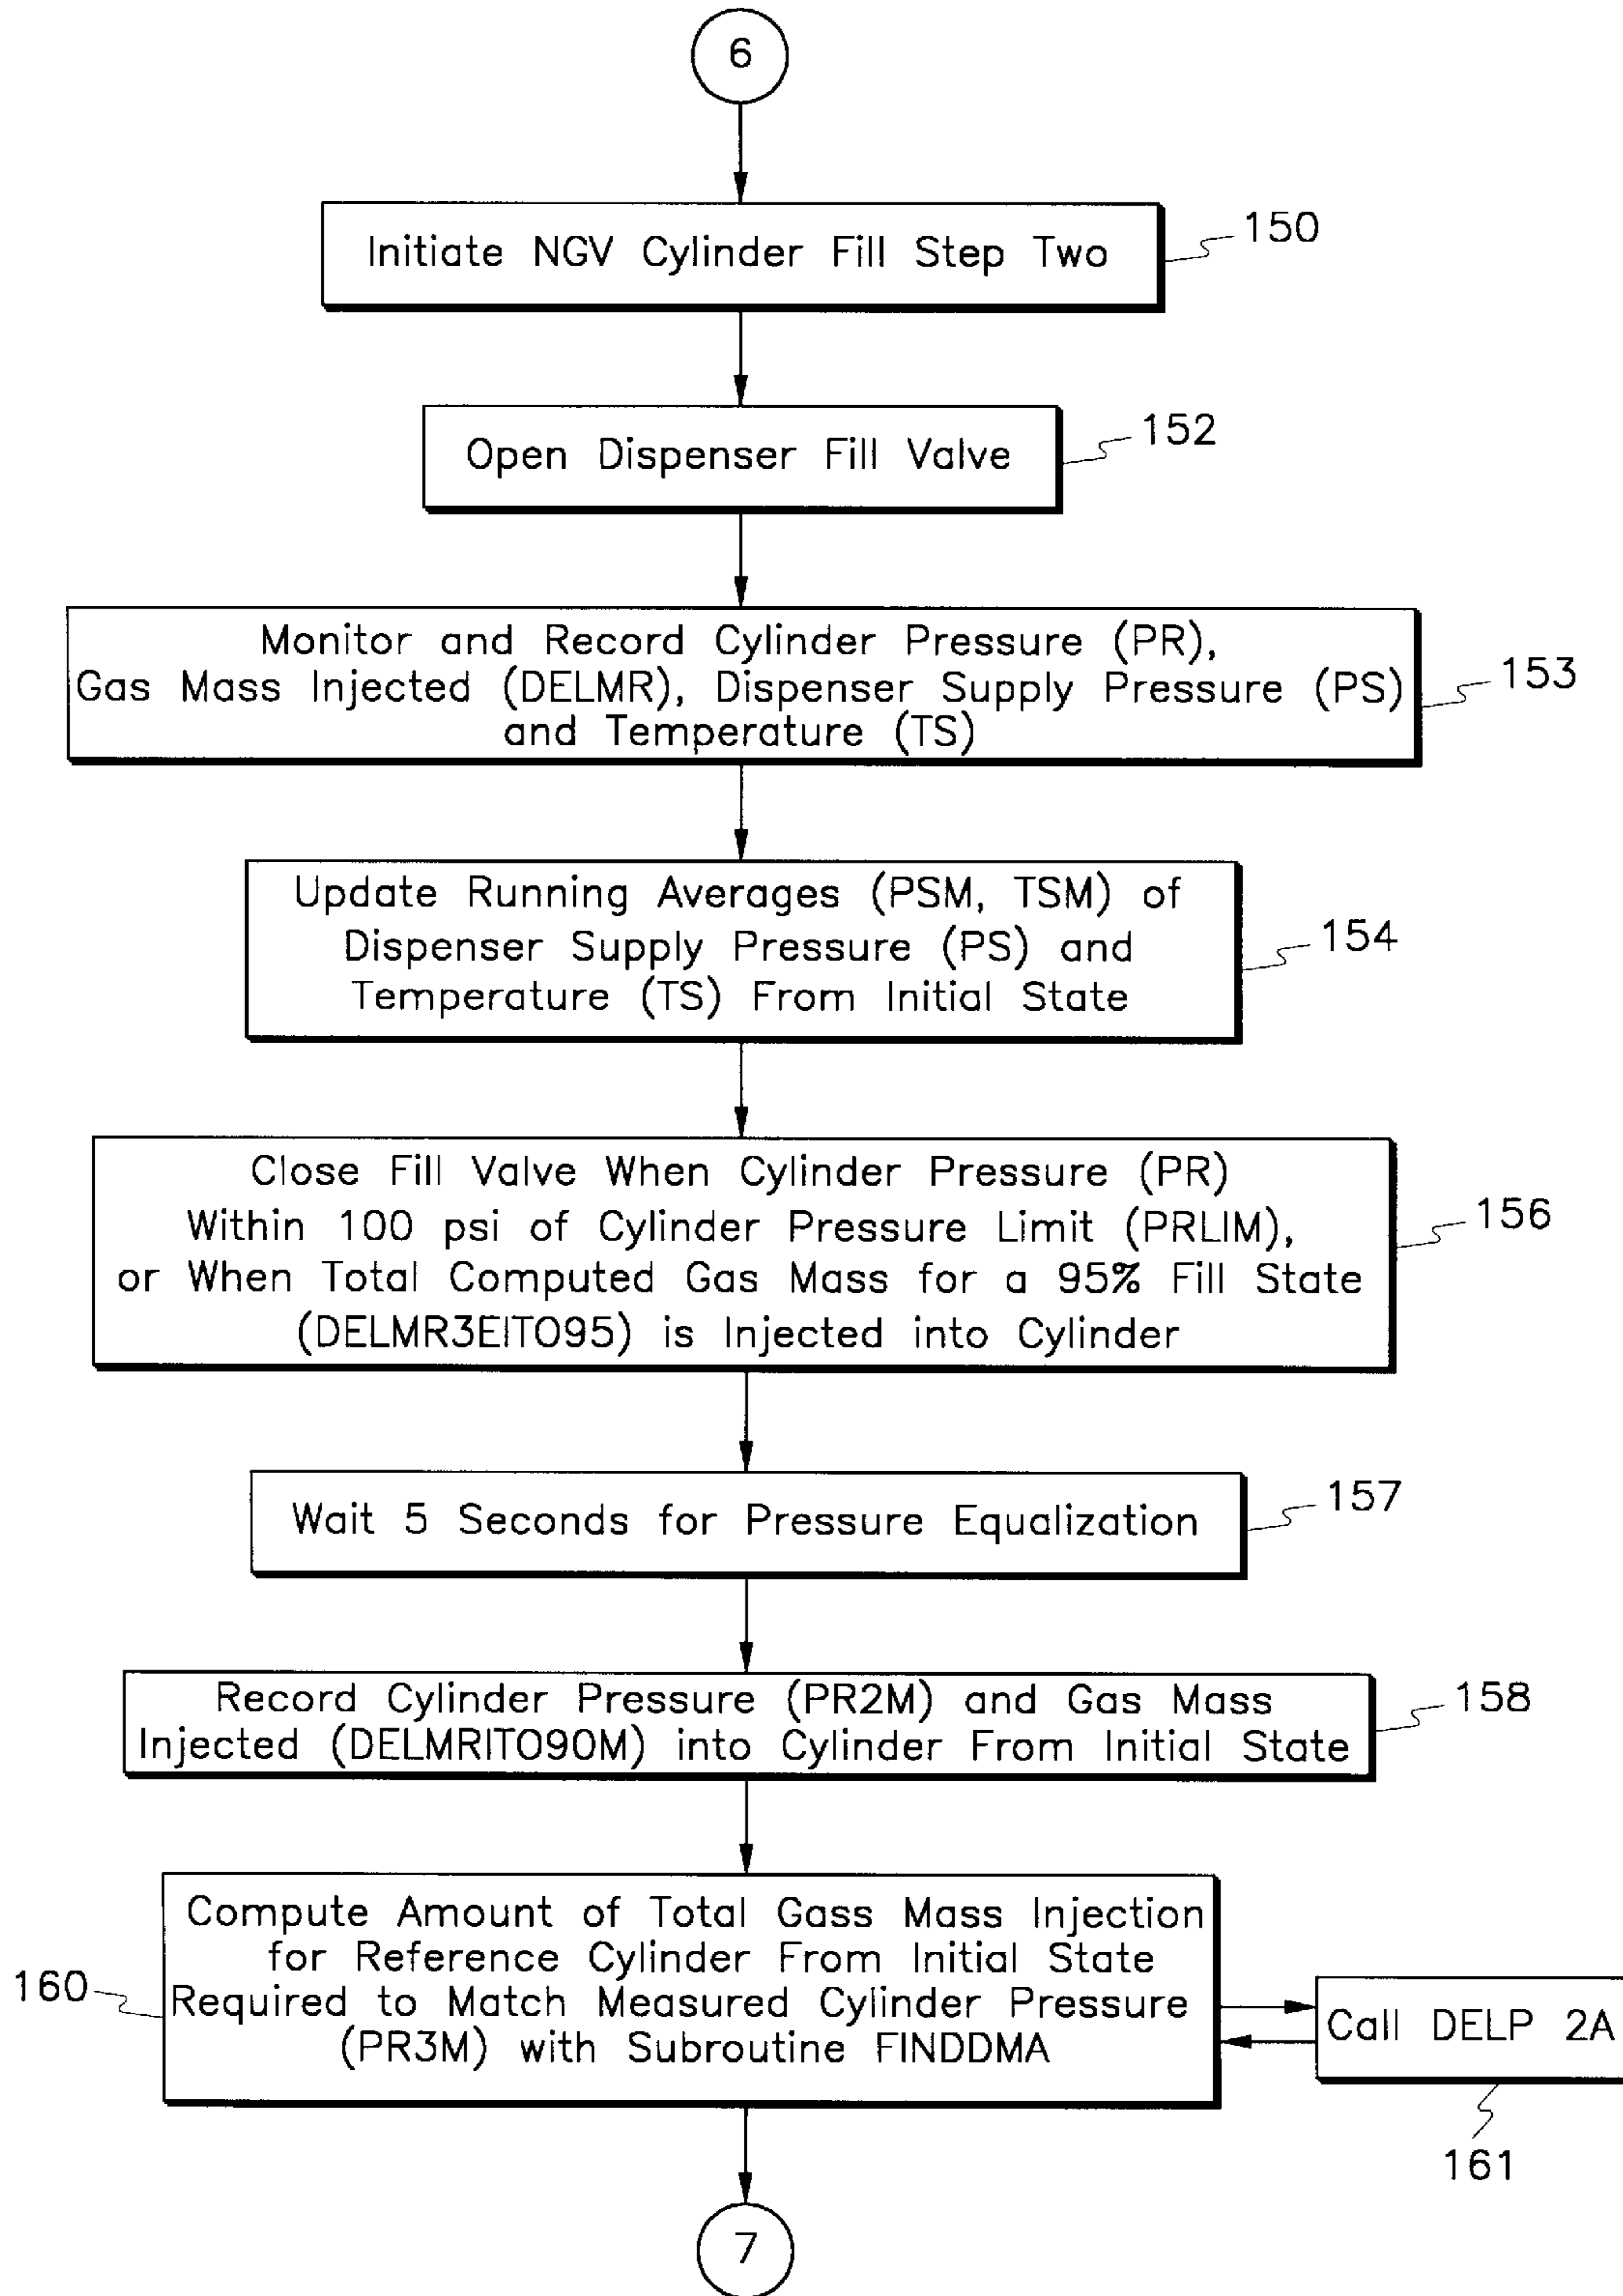 6
Initiate NGV Cylinder Fill Step Two
150
Open Dispenser Fill Valve
152
Monitor and Record Cylinder Pressure (PR),
Gas Mass Injected (DELMR), Dispenser Supply Pressure (PS)
and Temperature (TS)
153
Update Running Averages (PSM, TSM) of
Dispenser Supply Pressure (PS) and
Temperature (TS) From Initial State
154
Close Fill Valve When Cylinder Pressure (PR)
Within 100 psi of Cylinder Pressure Limit (PRLIM),
or When Total Computed Gas Mass for a 95% Fill State
(DELMR3EITO95) is Injected into Cylinder
156
Wait 5 Seconds for Pressure Equalization
157
Record Cylinder Pressure (PR2M) and Gas Mass
Injected (DELMRITO90M) into Cylinder From Initial State
158
Compute Amount of Total Gass Mass Injection
for Reference Cylinder From Initial State
Required to Match Measured Cylinder Pressure
(PR3M) with Subroutine FINDDMA
160
Call DELP 2A
161
7